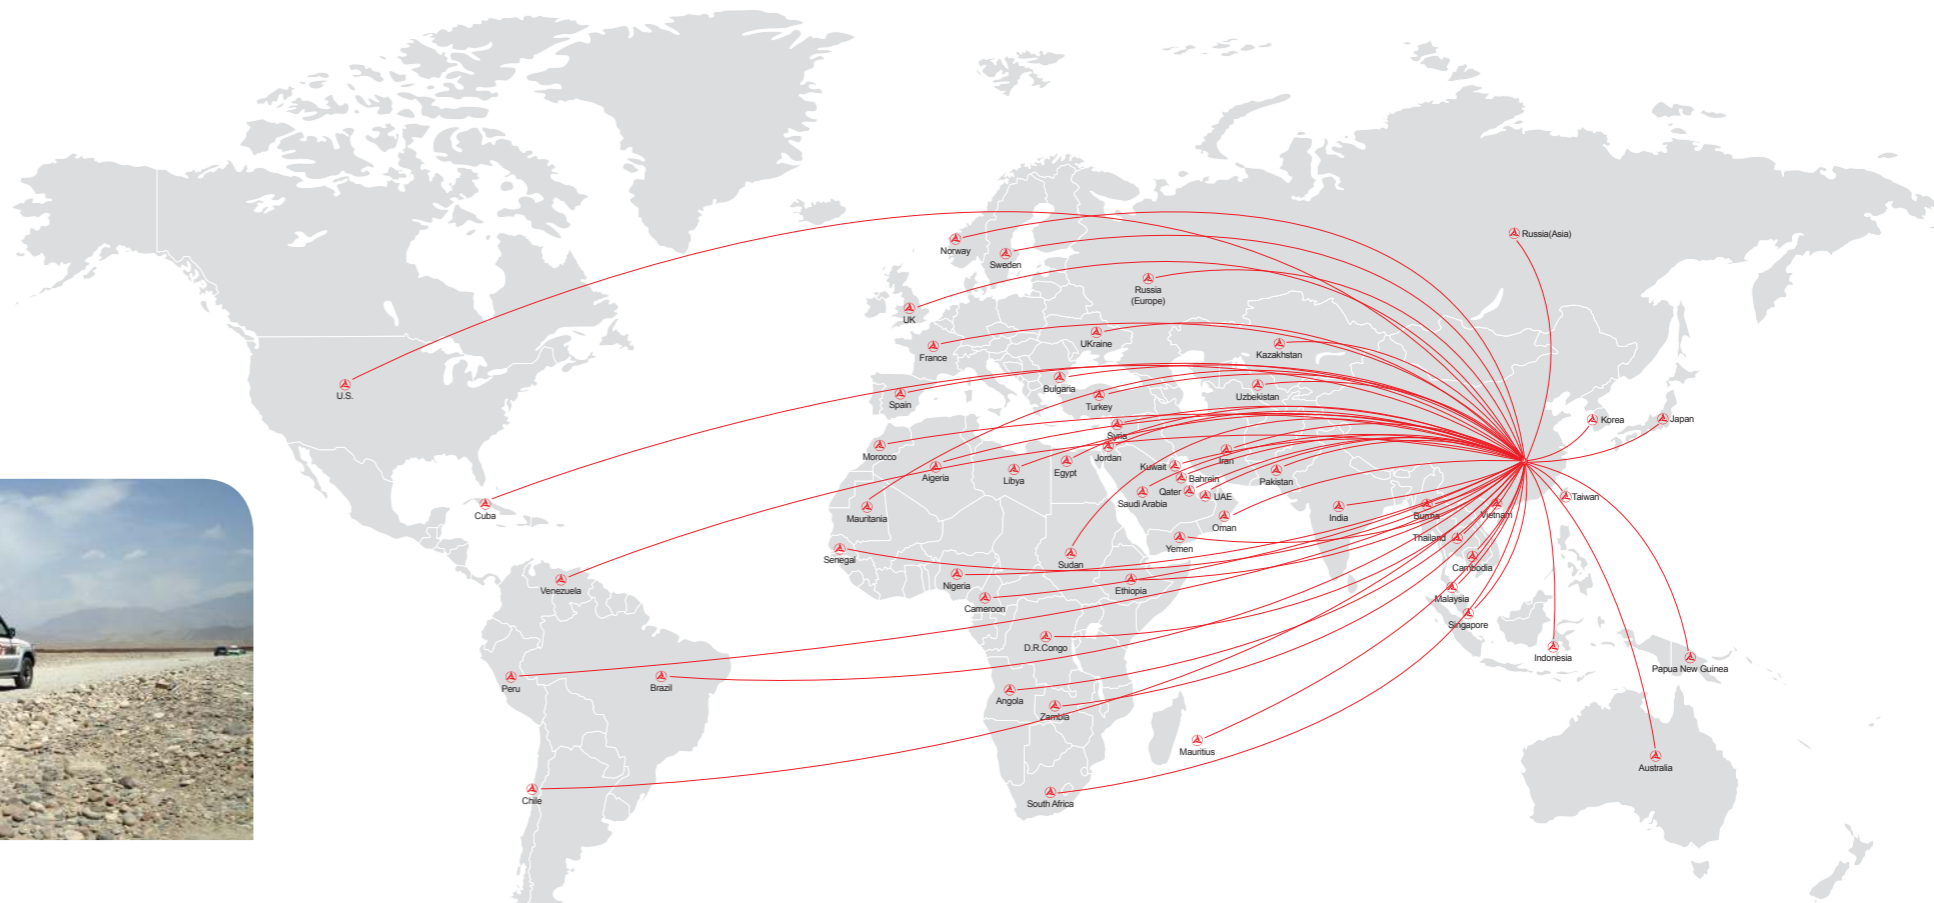 Russia(Asia)
Norway
Sweden
Russia
(Europe)
UK
UKraine
France
Kazakhstan
U.S.
Bulgaria
Uzbekistan
Spain
Turkey
Korea
Japan
Syria
Morocco
Jordan
Iran
Kuwait
Egypt
Aigeria
Libya
Bahrein
Pakistan
Qater
UAE
Taiwan
Saudi Arabia
Cuba
Mauritania
India
Burma
Vietnam
Oman
Thailand
Yemen
Senegal
Sudan
Cambodia
Venezuela
Nigeria
Ethiopia
Malaysia
Cameroon
Singapore
D.R.Congo
Indonesia
Papua New Guinea
Peru
Brazil
Angola
Zambia
Mauritius
Australia
Chile
South Africa